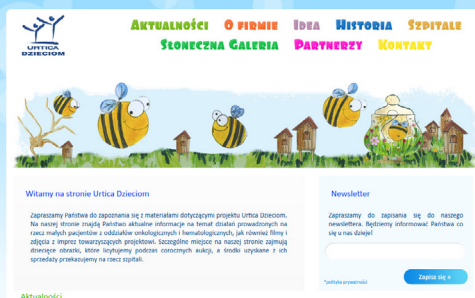 URTICA
DZIECIOM
AKTUALNOŚCI O FIRMIE IDEA HISTORIA SZPITALE
SŁONECZNA GALERIA PARTNERZY KONTAKT
Witamy na stronie Urtica Dzieciom
Zapraszamy Państwa do zapoznania się z materiałami dotyczącymi projektu Urtica Dzieciom.
Na naszej stronie znajdą Państwo aktualne informacje na temat działań prowadzonych na
rzecz małych pacjentów z oddziałów onkologicznych i hematologicznych, jak również filmy i
zdjęcia z imprez towarzyszących projektowi. Szczególne miejsce na naszej stronie zajmują
dziecięce obrazki, które licytujemy podczas corocznych aukcji, a środki uzyskane z ich
sprzedaży przekazujemy na rzecz szpitali.
Newsletter
Zapraszamy do zapisania się do naszego
newslettera. Będziemy informować Państwa co
się u nas dzieje!
*polityka prywatności
Zapisz się »
Aktualności